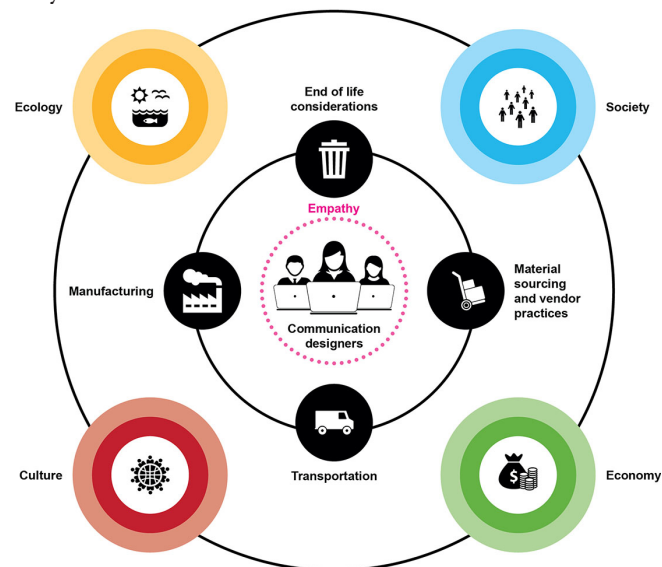 Ecology
End of life
considerations
Society
Empathy
Manufacturing
Material
sourcing
and vendor
practices
Communication
designers
Culture
Transportation
$
Economy